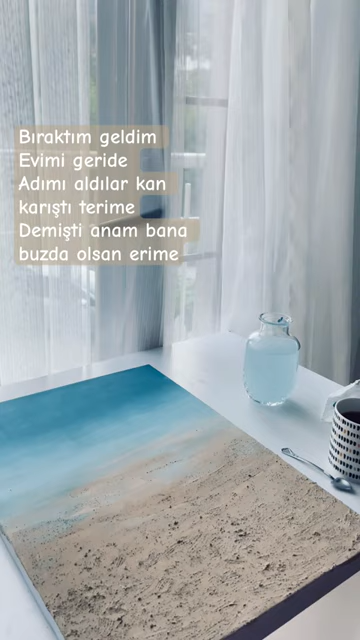 Bıraktım geldim
Evimi geride
Adımı aldılar kan
karıştı terime
Demişti anam bana
buzda olsan erime